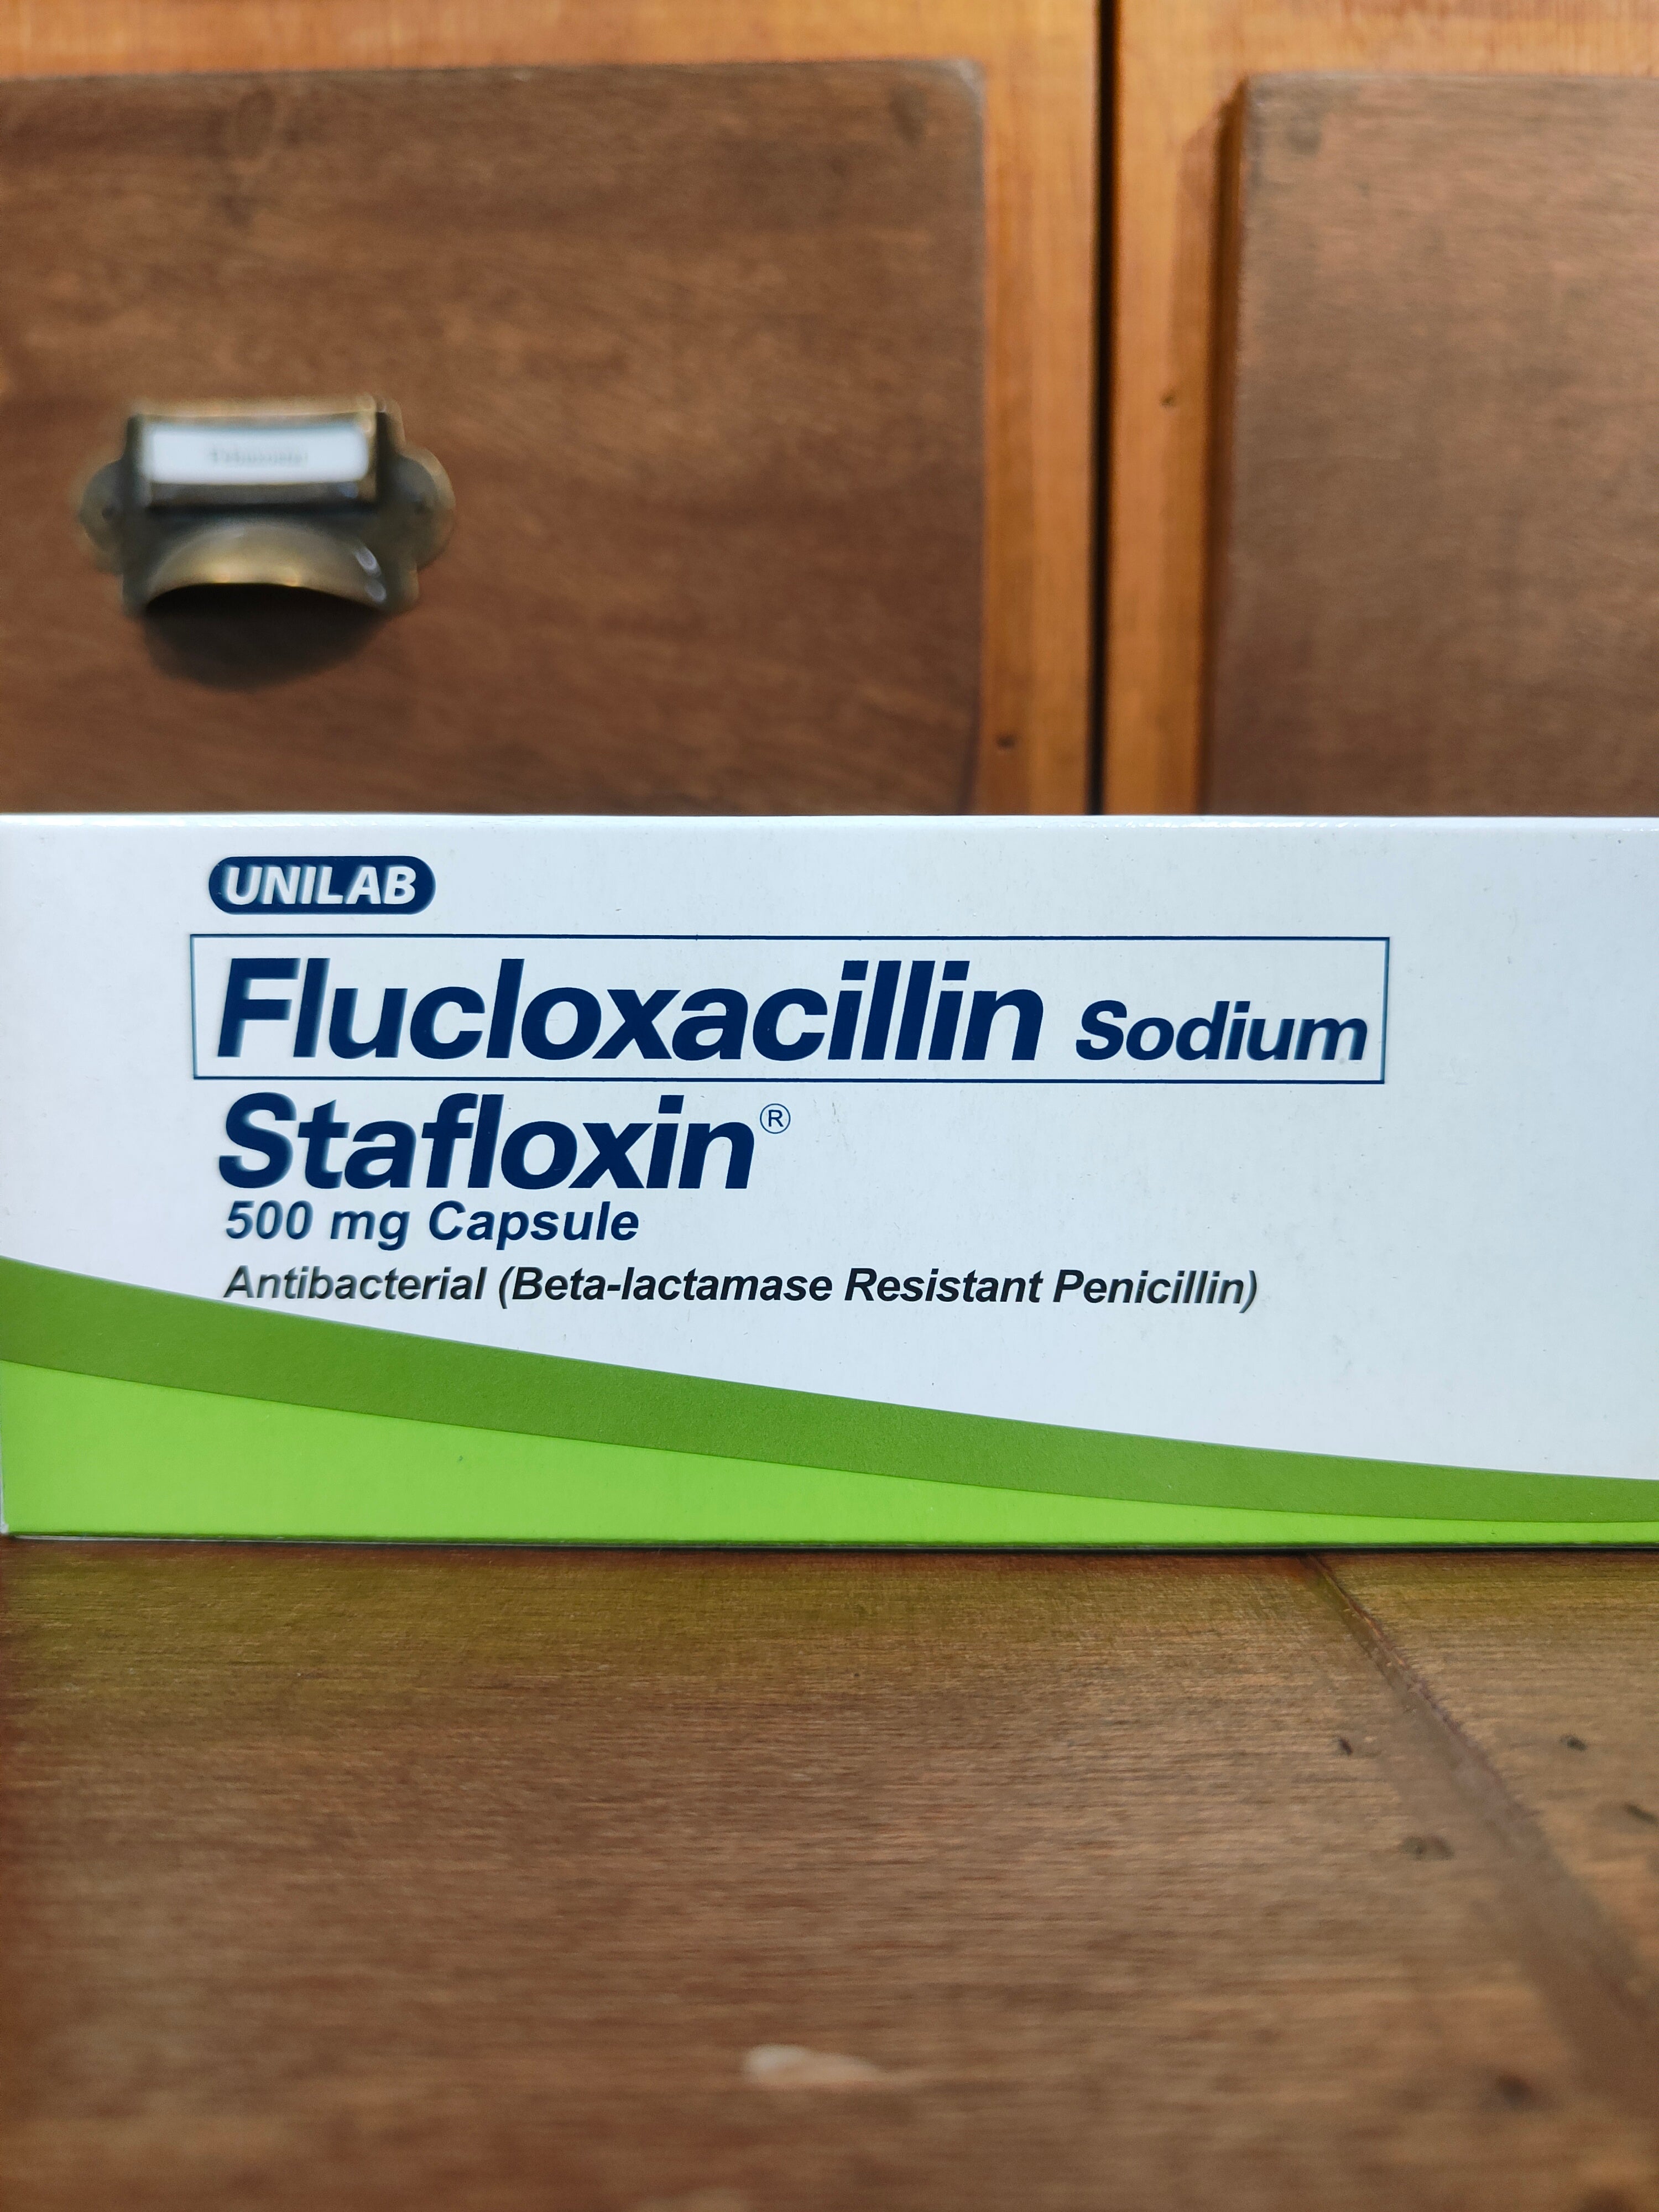 UNILAB
Flucloxacillin Sodium
Stafloxin®
500 mg Capsule
Antibacterial (Beta-lactamase Resistant Penicillin)